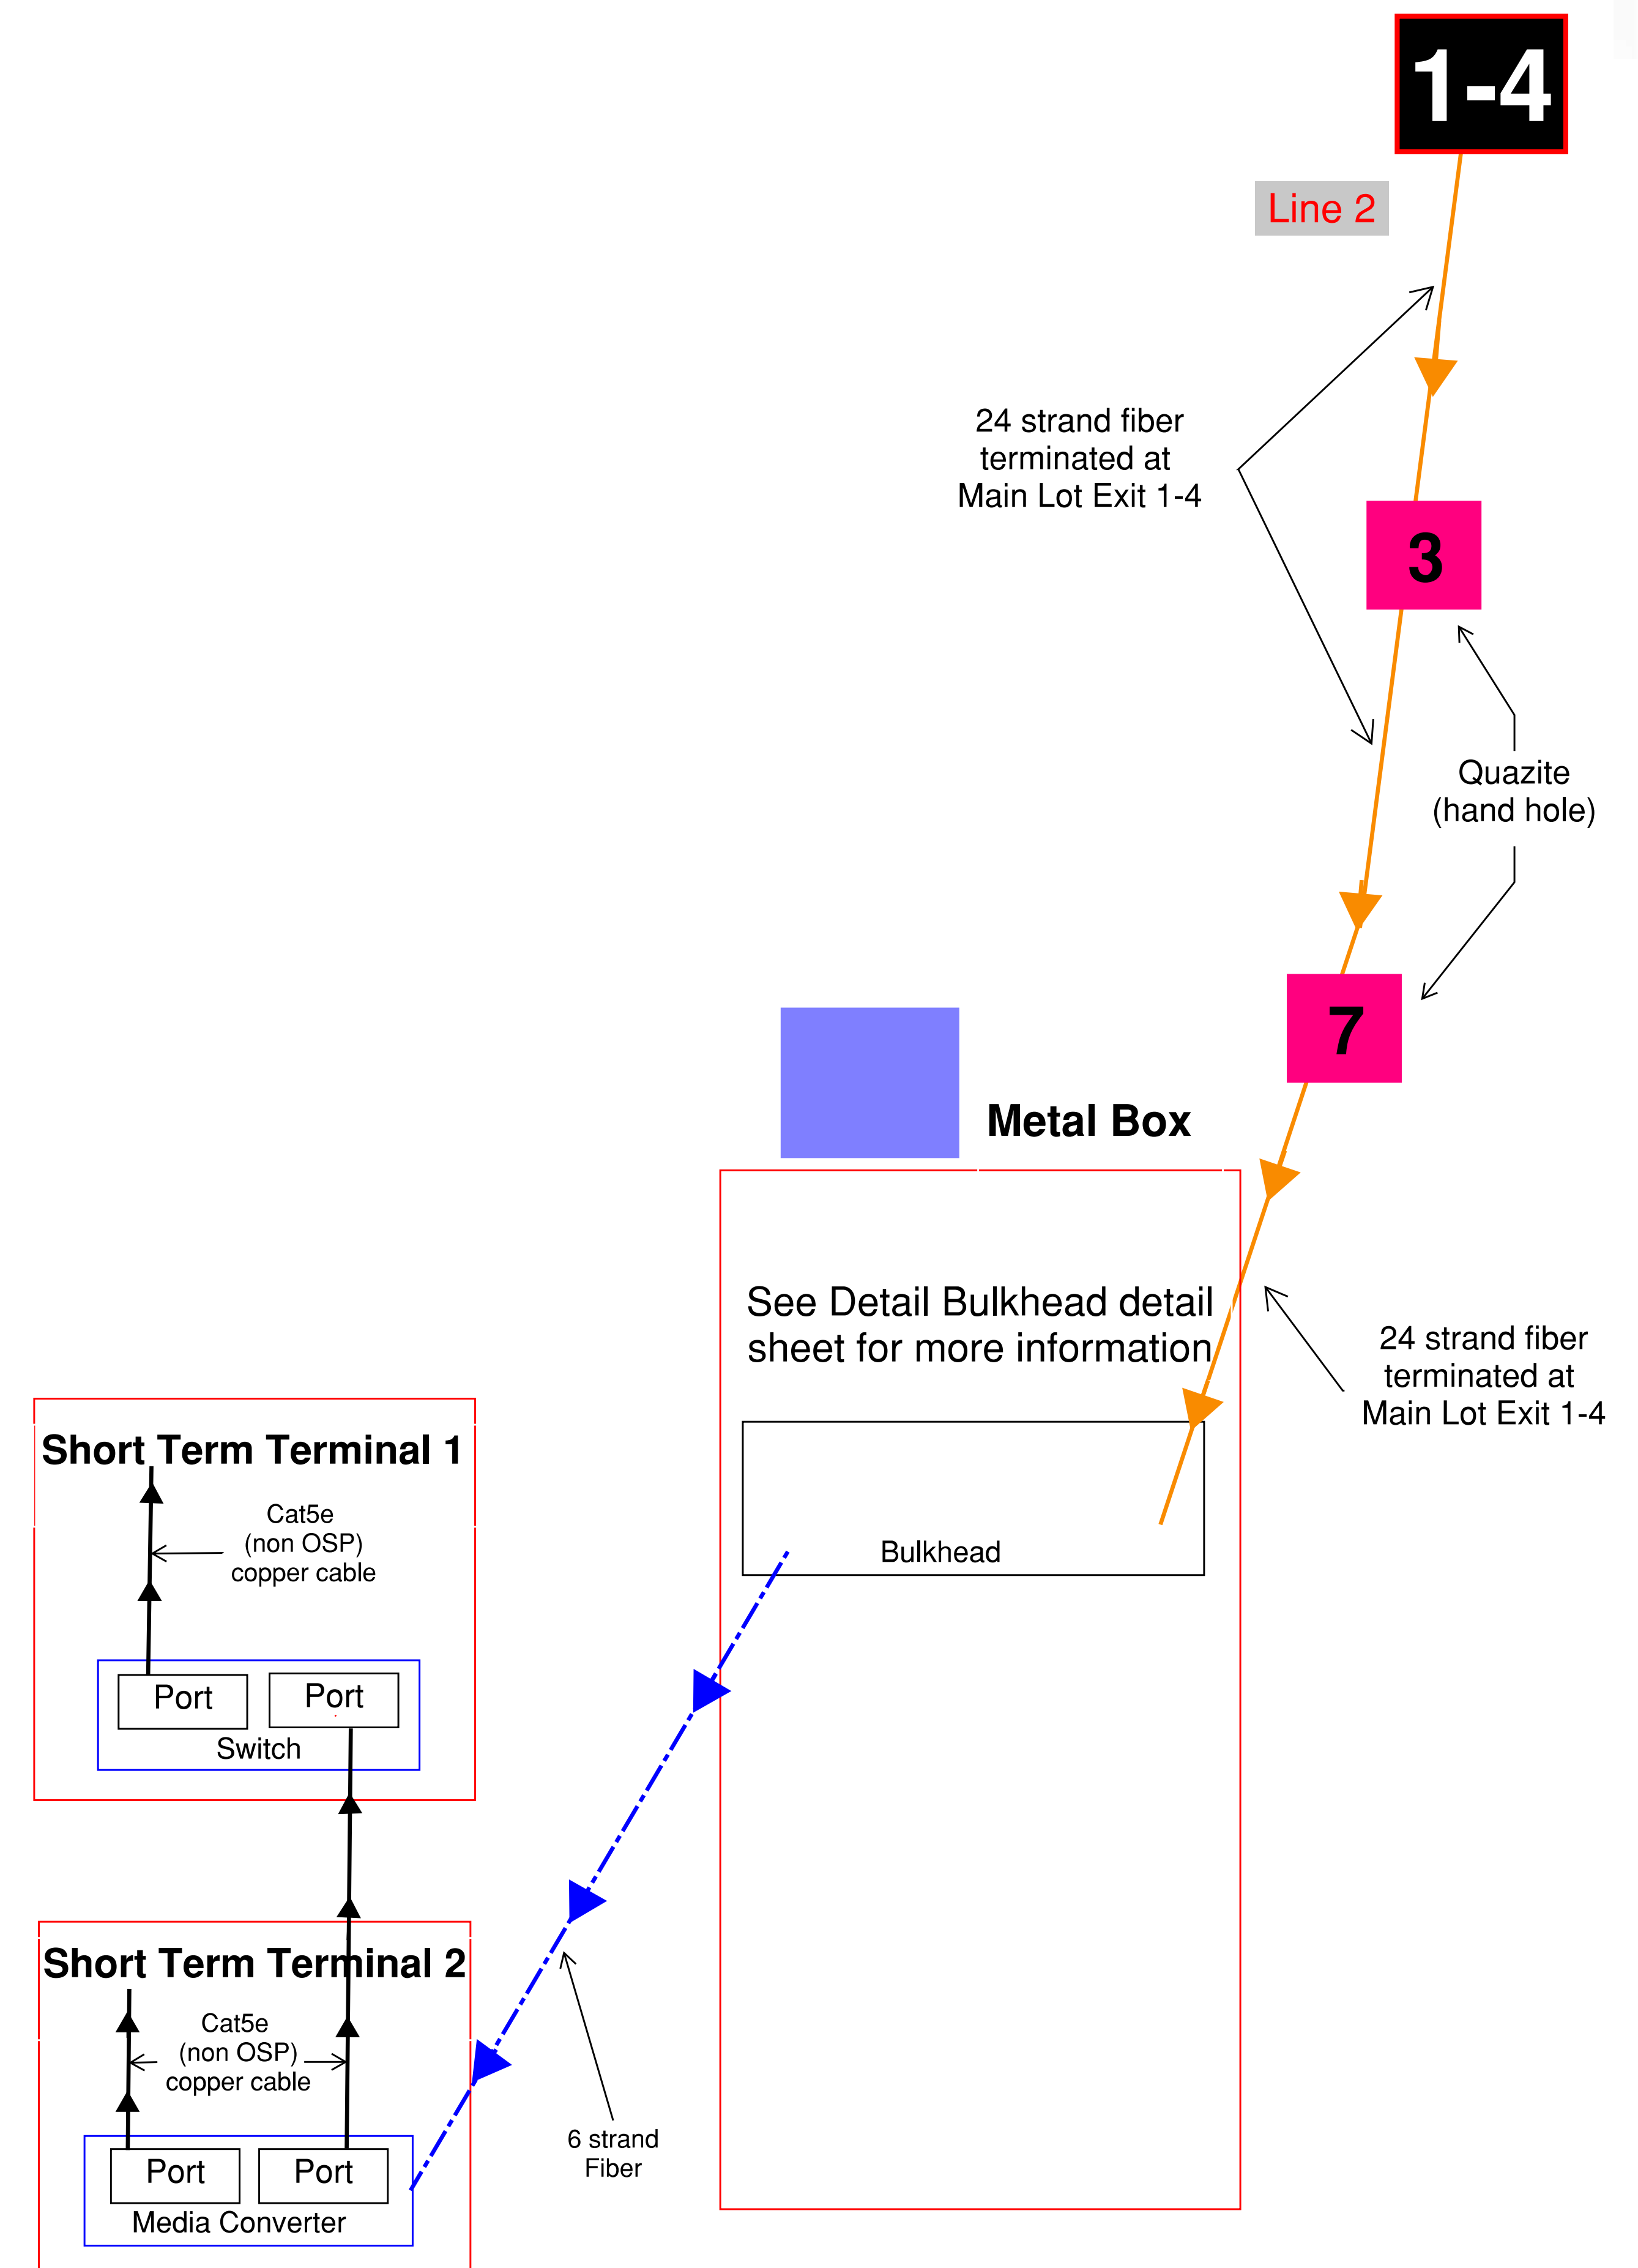 1-4
Line 2
24 strand fiber
terminated at
Main Lot Exit 1-4
3
Quazite
(hand hole)
7
Metal Box
See Detail Bulkhead detail
sheet for more information
24 strand fiber
terminated at
Main Lot Exit 1-4
Bulkhead
Short Term Terminal 1
Cat5e
(non OSP)
copper cable
Port
Port
Switch
Short Term Terminal 2
Cat5e
(non OSP)
copper cable
Port
Port
Media Converter
6 strand
Fiber